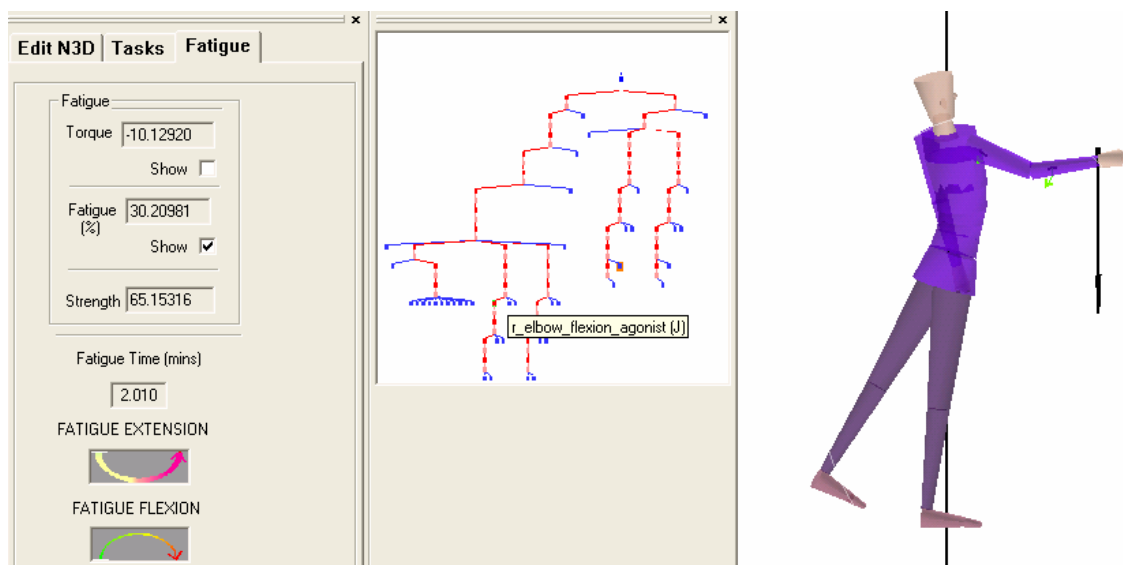 Edit N3D
Tasks
Fatigue
Fatigue
Torque
-10.12920
Show
Fatigue
(%)
30.20981
Show
Strength
65.15316
Fatigue Time (mins)
2.010
FATIGUE EXTENSION
FATIGUE FLEXION
r_elbow_flexion_agonist (J)